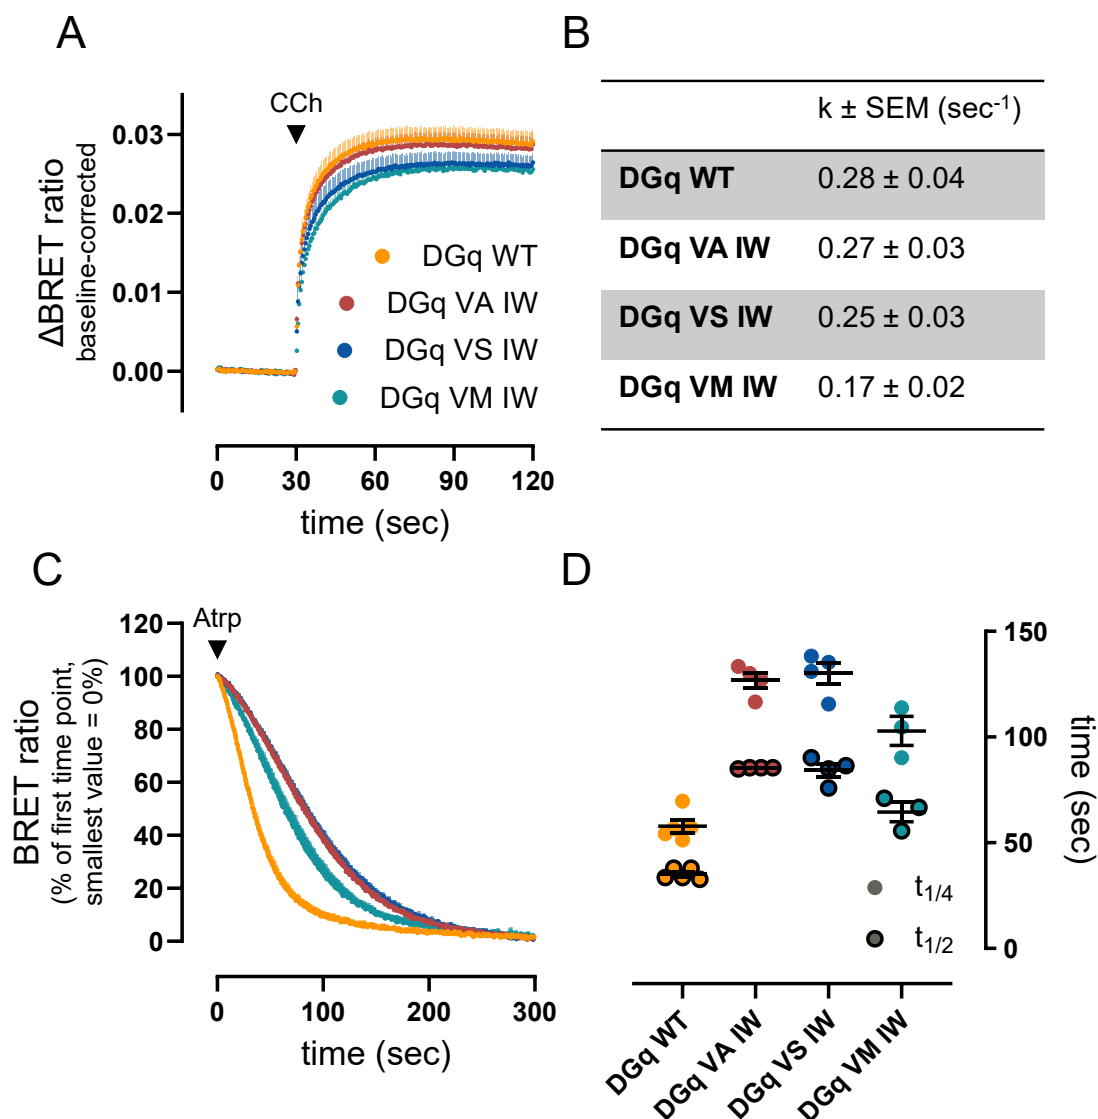 A
CCh
ΔBRET ratio
baseline-corrected
0.03
0.02
0.01
0.00
DGq WT
DGq VA IW
DGq VS IW
DGq VM IW
0 30 60 90 120
time (sec)
B
k ± SEM (sec⁻¹)
DGq WT 0.28 ± 0.04
DGq VA IW 0.27 ± 0.03
DGq VS IW 0.25 ± 0.03
DGq VM IW 0.17 ± 0.02
C
Atrp
BRET ratio
(% of first time point,
smallest value = 0%)
120
100
80
60
40
20
0
0 100 200 300
time (sec)
D
150
100
50
0
time (sec)
t1/4
t1/2
DGq WT
DGq VA IW
DGq VS IW
DGq VM IW